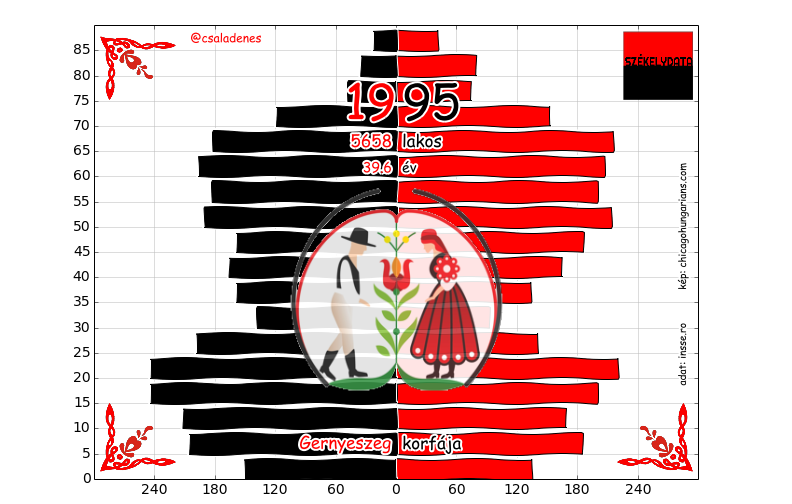 @csaladenes
SZÉKELYDATA
1995
5658 lakos
39.6 év
kép: chicagohungarians.com
adat: insse.ro
Gernyeszeg korfája
85
80
75
70
65
60
55
50
45
40
35
30
25
20
15
10
5
0
240 180 120 60 0 60 120 180 240